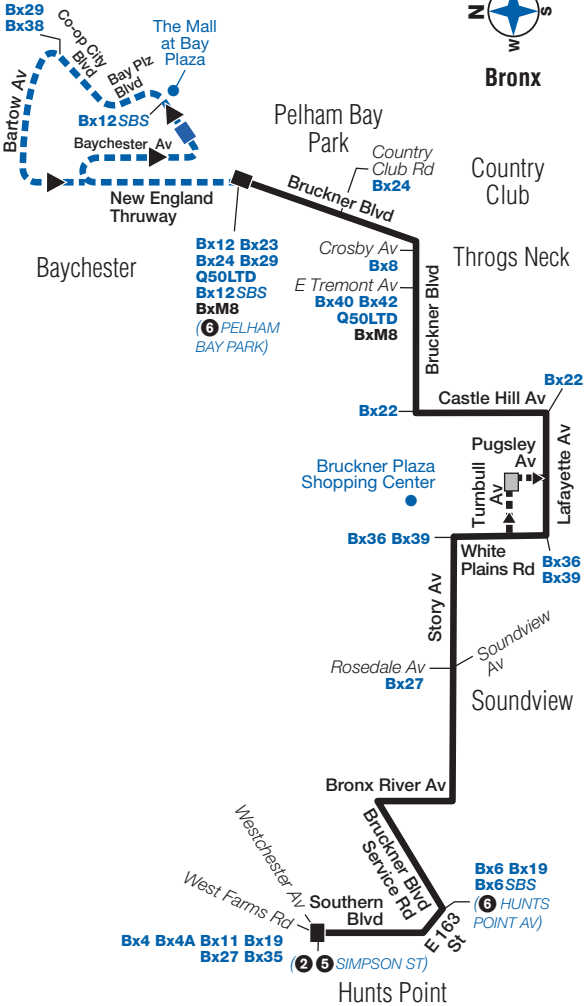 Bx29
Bx38
Co-op City
Blvd
Bay Plz
Blvd
The Mall
at Bay
Plaza
N
S
W
Bronx
Bartow Av
Bx12SBS
Baychester Av
New England
Thruway
Pelham Bay
Park
Country
Club Rd
Bx24
Country
Club
Bruckner Blvd
Baychester
Bx12 Bx23
Bx24 Bx29
Q50LTD
Bx12SBS
BxM8
(6 PELHAM
BAY PARK)
Crosby Av
Bx8
Throgs Neck
E Tremont Av
Bx40 Bx42
Q50LTD
BxM8
Bruckner Blvd
Bx22
Castle Hill Av
Bx22
Bruckner Plaza
Shopping Center
Pugsley
Av
Turnbull
Av
Lafayette Av
Bx36 Bx39
White
Plains Rd
Bx36
Bx39
Story Av
Rosedale Av
Bx27
Soundview
Av
Soundview
Bronx River Av
Bruckner Blvd
Service Rd
Westchester Av
West Farms Rd
Southern
Blvd
E 163
St
Bx6 Bx19
Bx6SBS
(6 HUNTS
POINT AV)
Bx4 Bx4A Bx11 Bx19
Bx27 Bx35
(2 5 SIMPSON ST)
Hunts Point